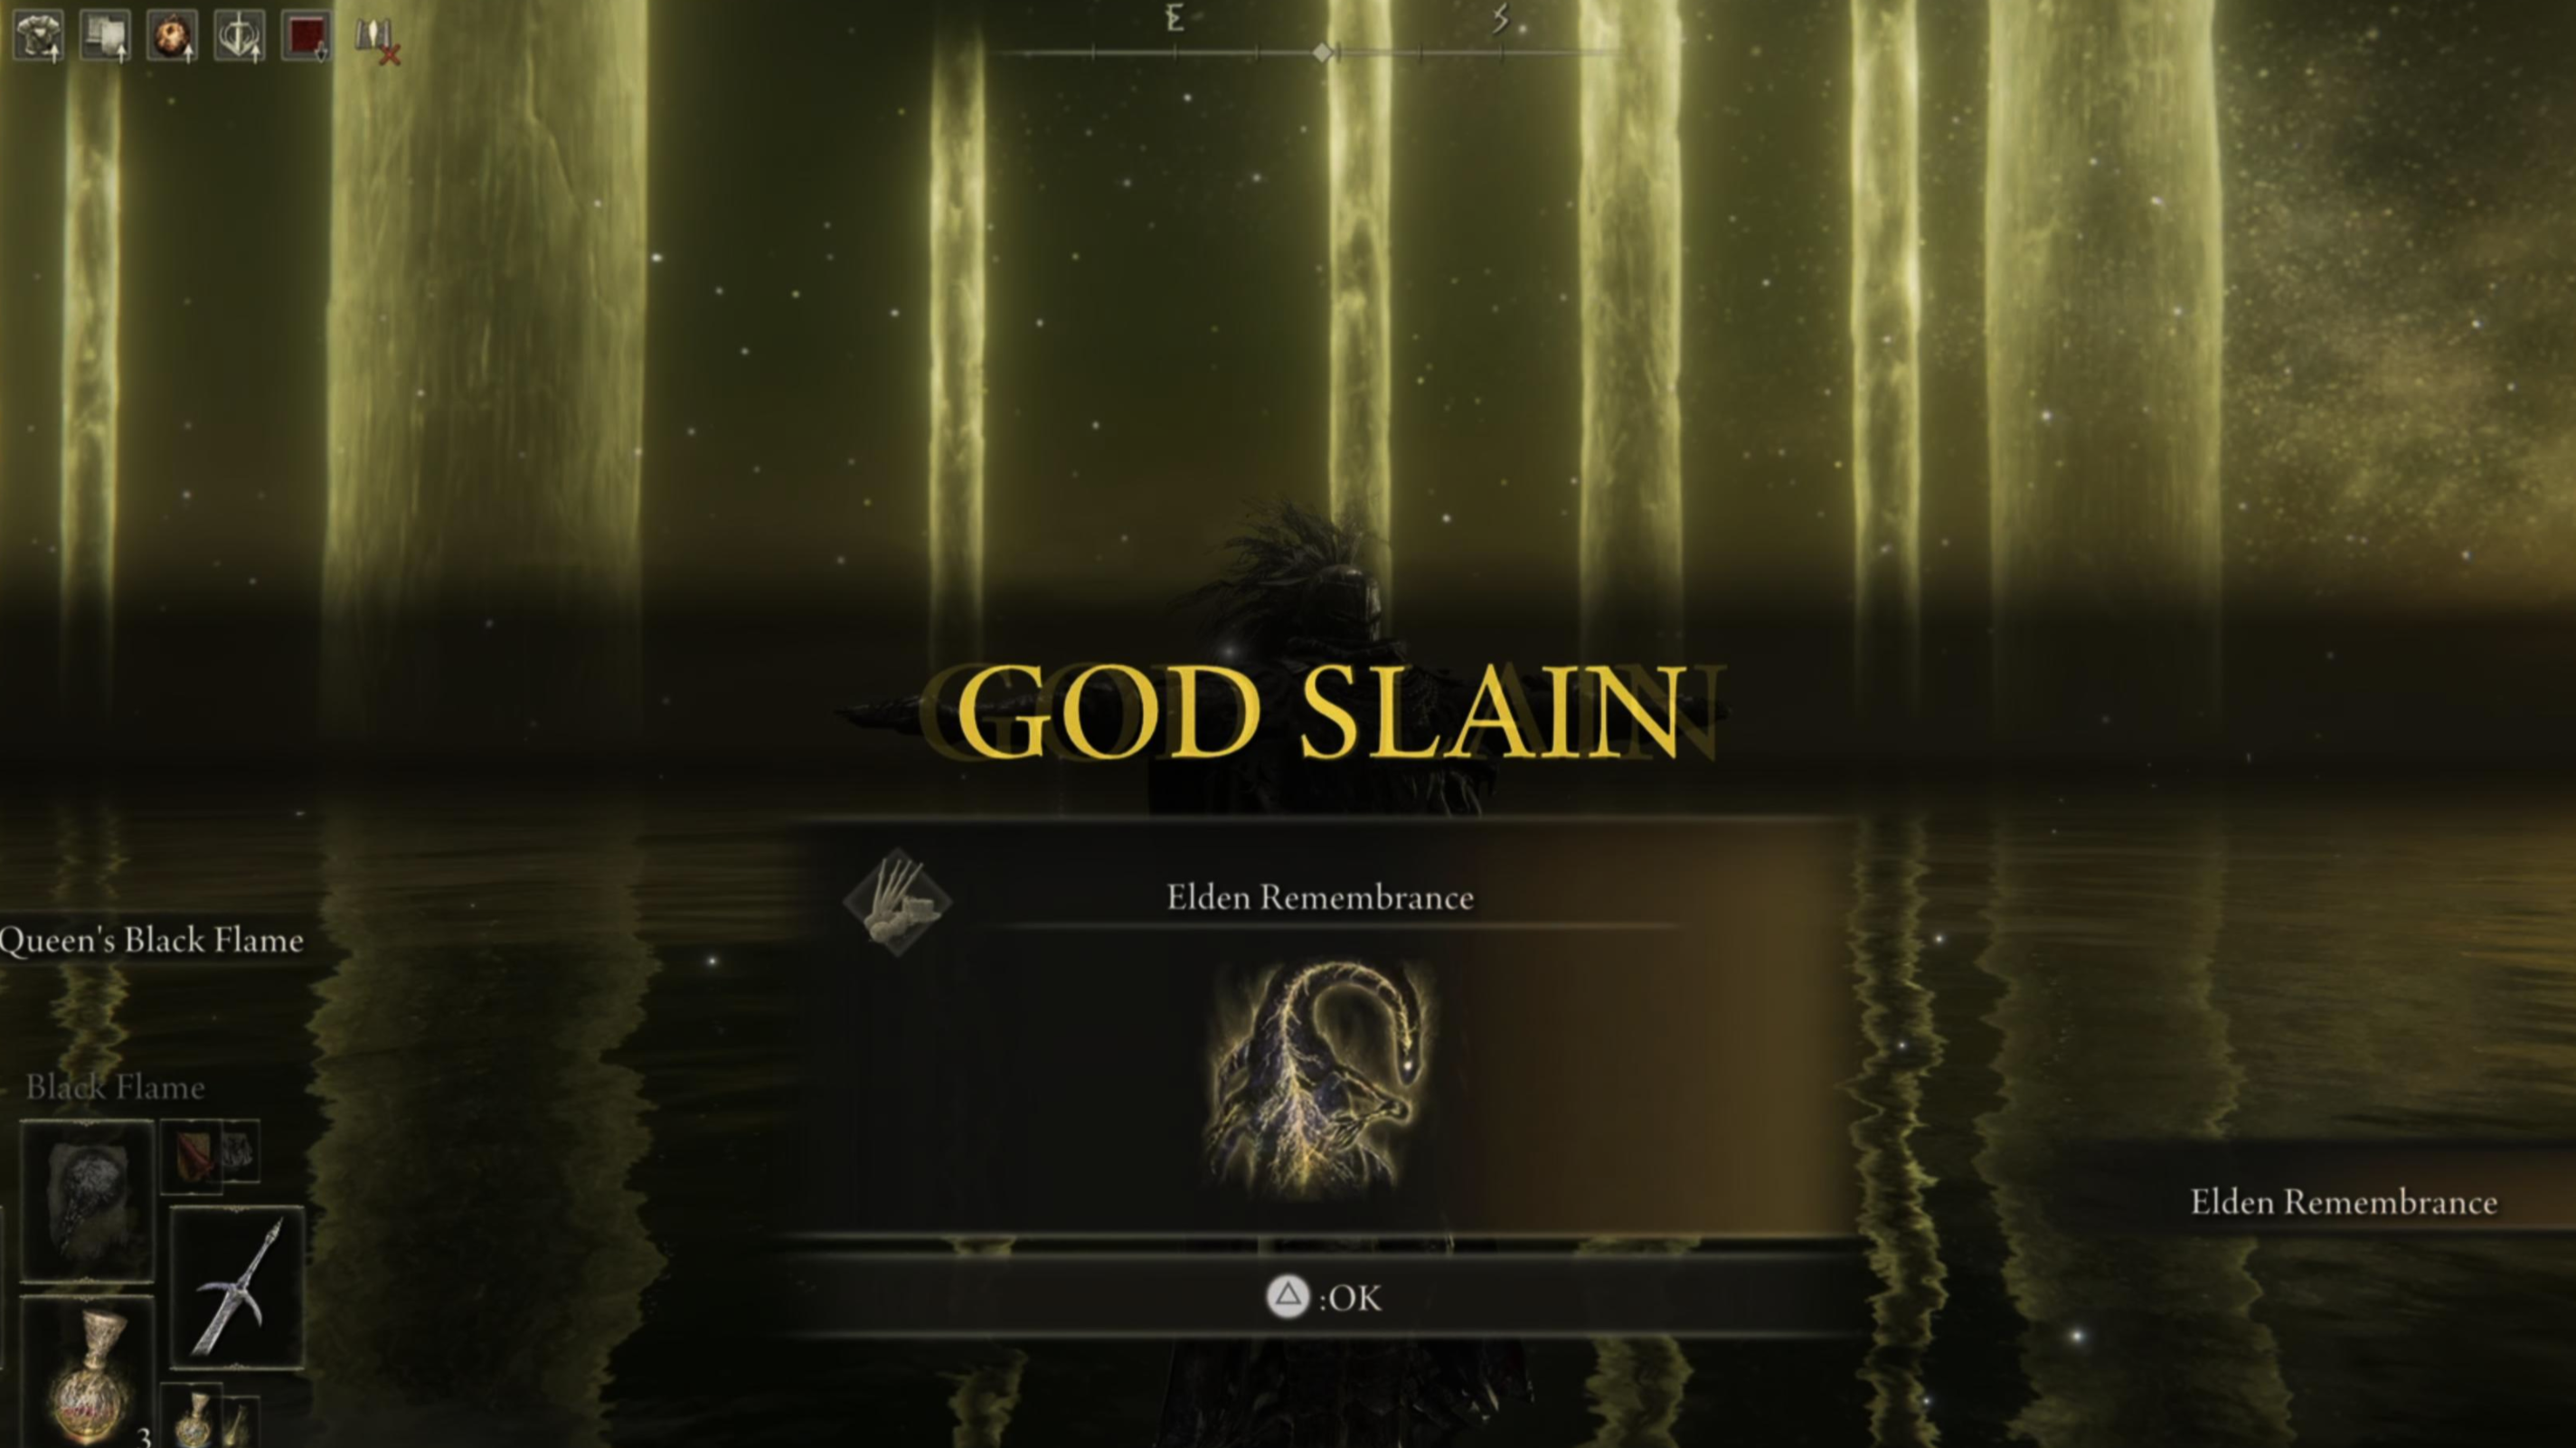 E S
GOD SLAIN
Elden Remembrance
Queen's Black Flame
Black Flame
Elden Remembrance
:OK
3